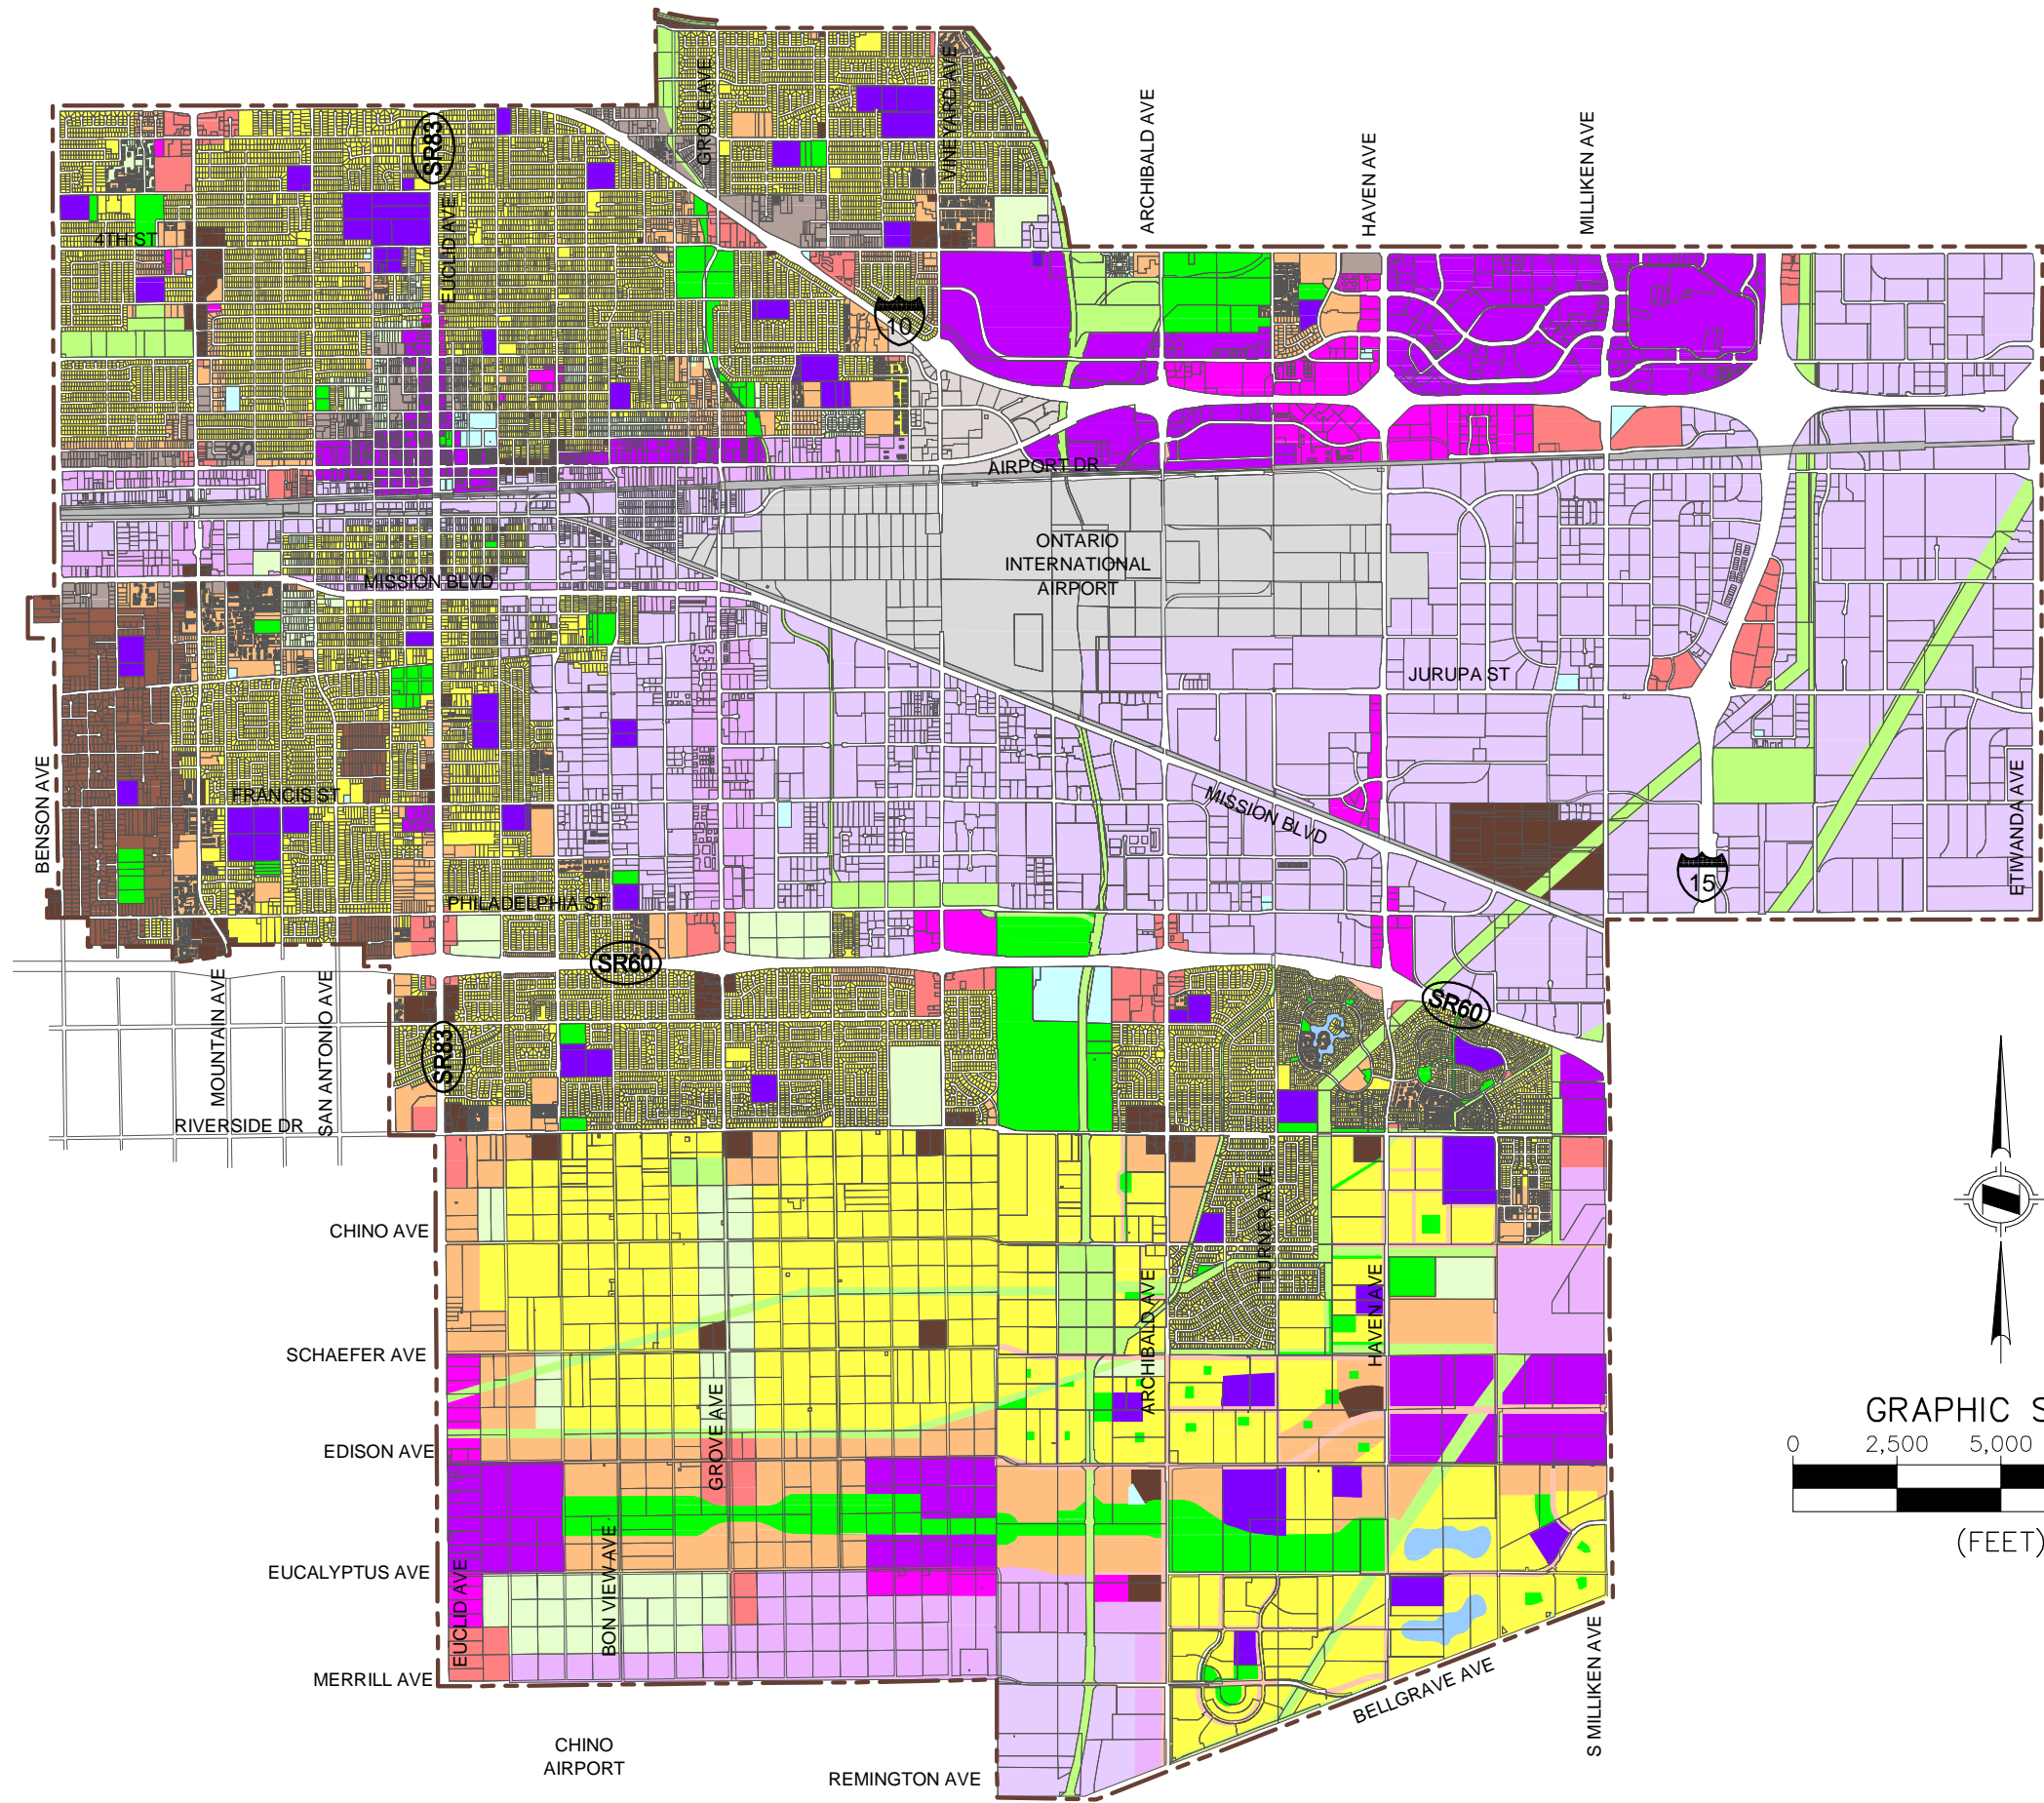 GROVE AVE
VINEYARD AVE
SR83
ARCHIBALD AVE
HAVEN AVE
MILLIKEN AVE
4TH ST
EUCLID AVE
10
AIRPORT DR
ONTARIO
INTERNATIONAL
AIRPORT
MISSION BLVD
JURUPA ST
BENSON AVE
FRANCIS ST
MISSION BLVD
ETIWANDA AVE
15
PHILADELPHIA ST
SR60
SR60
MOUNTAIN AVE
SAN ANTONIO AVE
SR83
RIVERSIDE DR
CHINO AVE
TURNER AVE
ARCHIBALD AVE
HAVEN AVE
SCHAEFER AVE
GROVE AVE
GRAPHIC S
EDISON AVE
0 2,500 5,000
(FEET)
EUCALYPTUS AVE
EUCLID AVE
BON VIEW AVE
S MILLIKEN AVE
MERRILL AVE
BELLGRAVE AVE
CHINO
AIRPORT
REMINGTON AVE